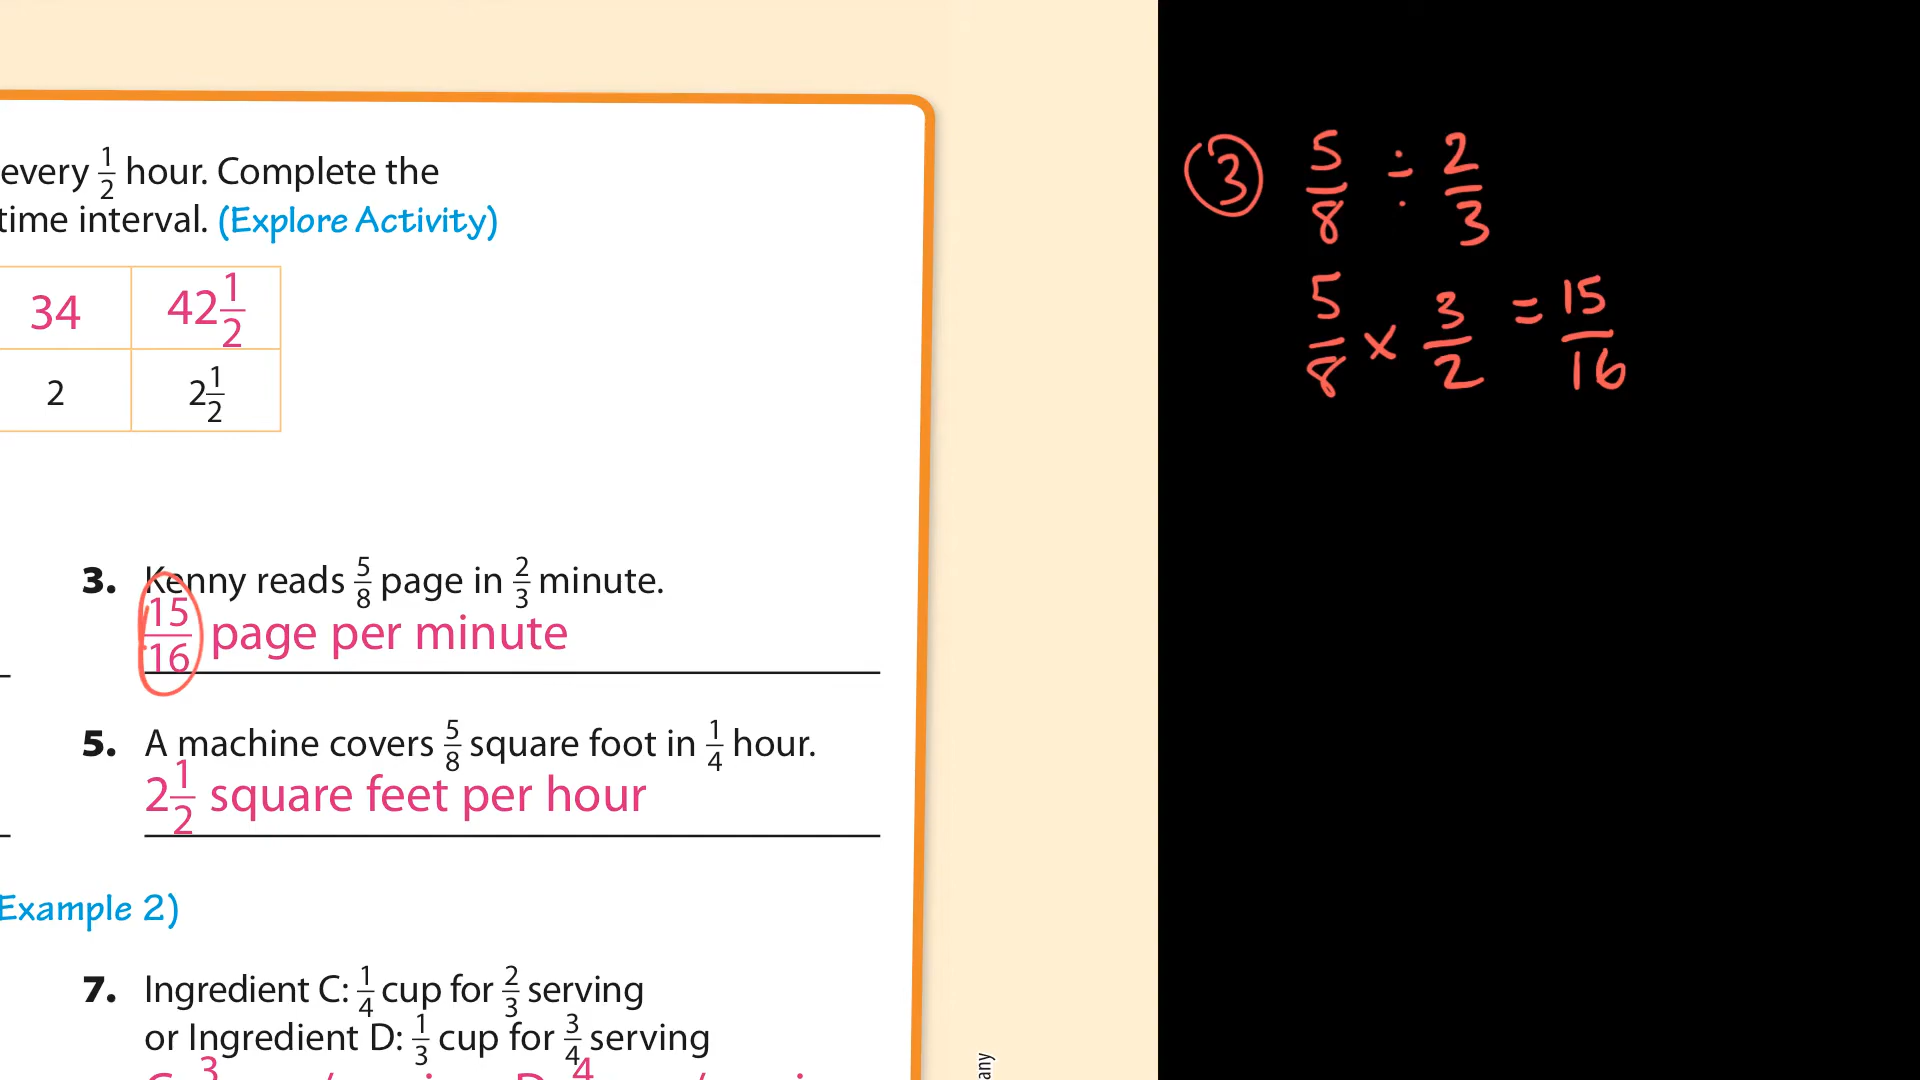 every 1/2 hour. Complete the
time interval. (Explore Activity)
34 42 1/2
2 2 1/2
3. Kenny reads 5/8 page in 2/3 minute.
15/16 page per minute
5. A machine covers 5/8 square foot in 1/4 hour.
2 1/2 square feet per hour
Example 2)
7. Ingredient C: 1/4 cup for 2/3 serving
or Ingredient D: 1/3 cup for 3/4 serving
3 4
any
3 5/8 ÷ 2/3
5/8 × 3/2 = 15/16